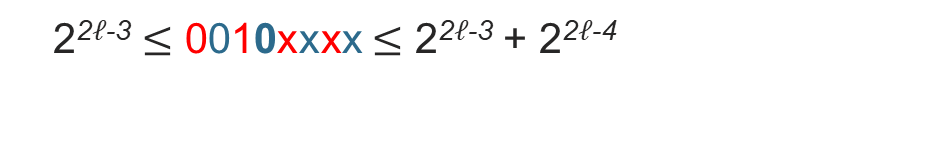 2^{2ℓ-3} ≤ 0010xxxx ≤ 2^{2ℓ-3} + 2^{2ℓ-4}